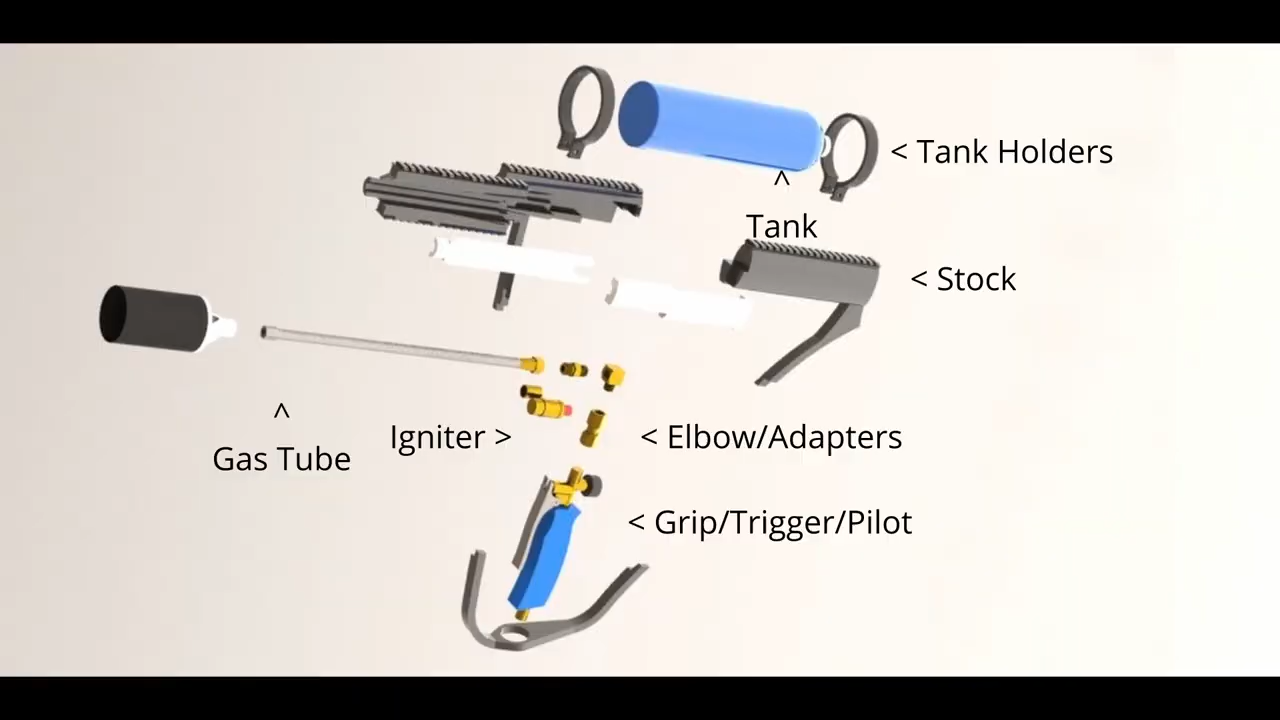 < Tank Holders
^
Tank
< Stock
^
Gas Tube
Igniter >
< Elbow/Adapters
< Grip/Trigger/Pilot